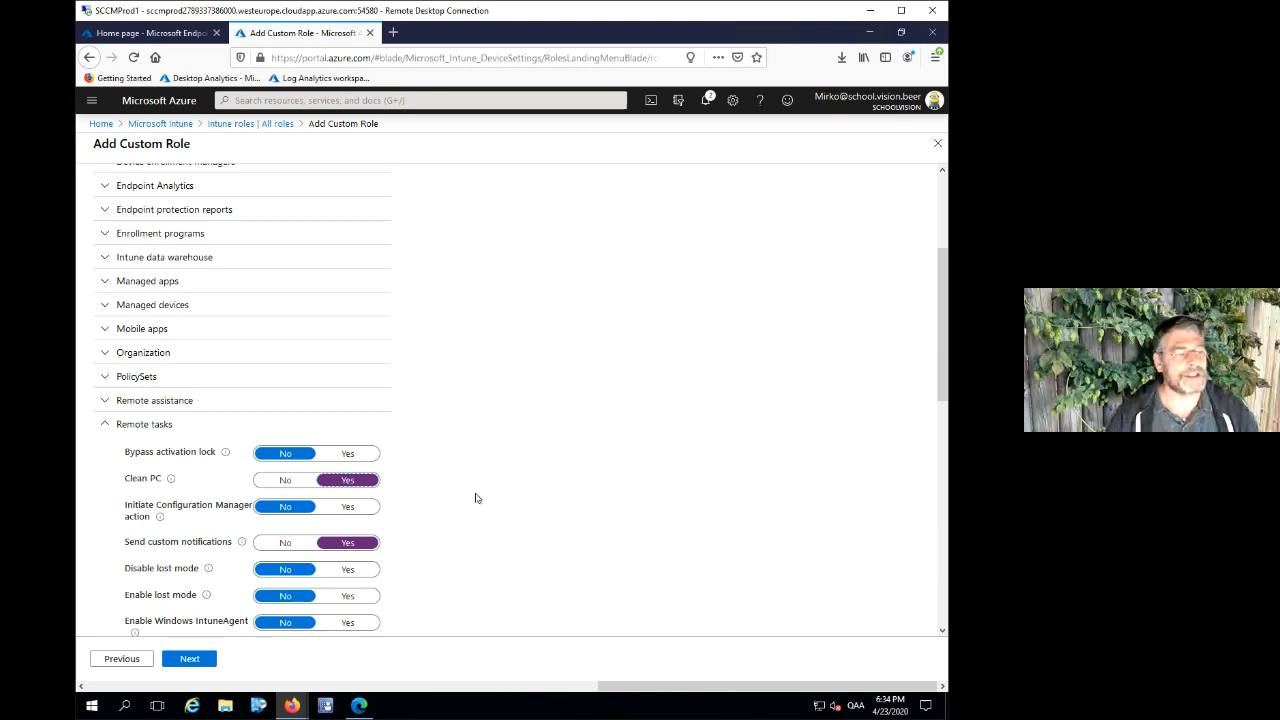 SCCMProd1 - sccmprod2789337386000.westeurope.cloudapp.azure.com:54580 - Remote Desktop Connection
Home page - Microsoft Endpoi
Add Custom Role - Microsoft A
https://portal.azure.com/#blade/Microsoft_Intune_DeviceSettings/RolesLandingMenuBlade/ro
Getting Started
Desktop Analytics - Mi...
Log Analytics workspa...
Microsoft Azure
Search resources, services, and docs (G+/)
2
Mirko@school.vision.beer
SCHOOLVISION
Home > Microsoft Intune > Intune roles | All roles > Add Custom Role
Add Custom Role
Device enrollment managers
Endpoint Analytics
Endpoint protection reports
Enrollment programs
Intune data warehouse
Managed apps
Managed devices
Mobile apps
Organization
PolicySets
Remote assistance
Remote tasks
Bypass activation lock No Yes
Clean PC No Yes
Initiate Configuration Manager
action No Yes
Send custom notifications No Yes
Disable lost mode No Yes
Enable lost mode No Yes
Enable Windows IntuneAgent No Yes
Previous Next
QAA
6:34 PM
4/23/2020